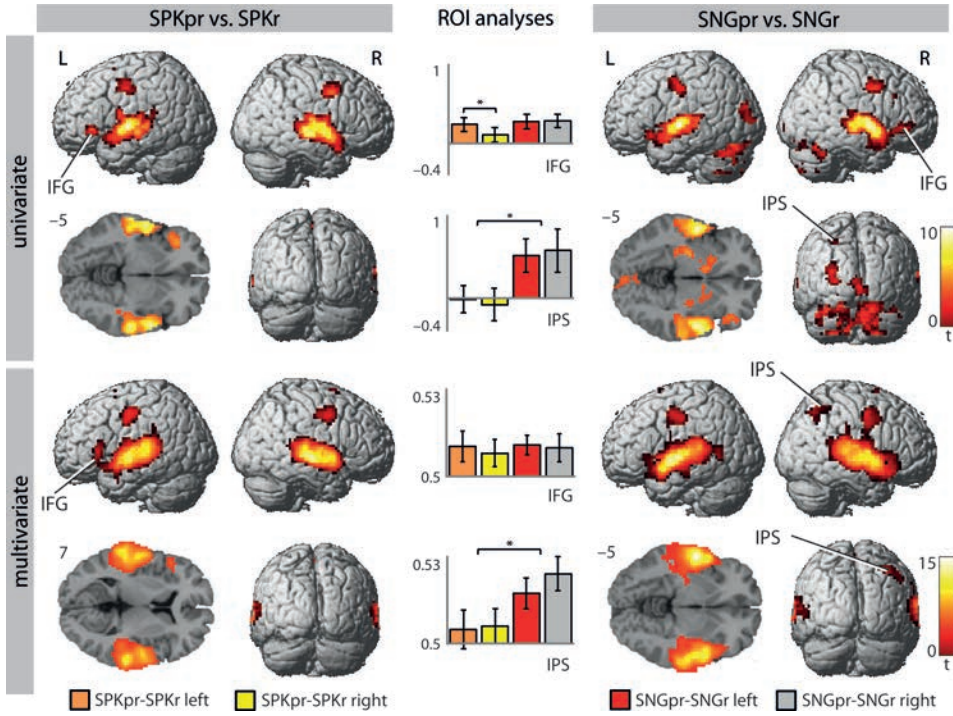 SPKpr vs. SPKr
ROI analyses
SNGpr vs. SNGr
univariate
L
R
IFG
1
*
−0.4
IFG
L
R
IFG
−5
1
*
−0.4
IPS
−5
IPS
10
0
t
multivariate
IFG
0.53
0.5
IFG
IPS
7
0.53
*
0.5
IPS
−5
IPS
15
0
t
SPKpr-SPKr left
SPKpr-SPKr right
SNGpr-SNGr left
SNGpr-SNGr right